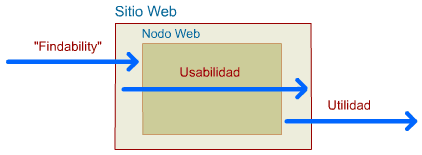 Sitio Web
Nodo Web
"Findability"
Usabilidad
Utilidad